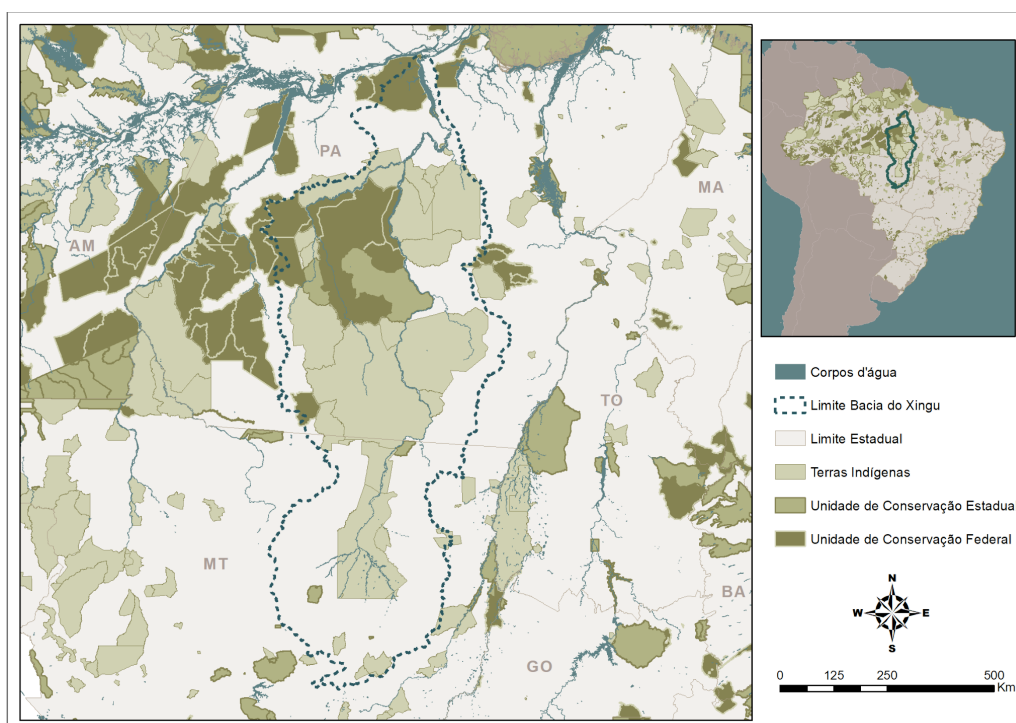 PA
MA
AM
TO
MT
BA
GO
Corpos d'água
Limite Bacia do Xingu
Limite Estadual
Terras Indígenas
Unidade de Conservação Estadual
Unidade de Conservação Federal
N
W
E
S
0 125 250 500
Km